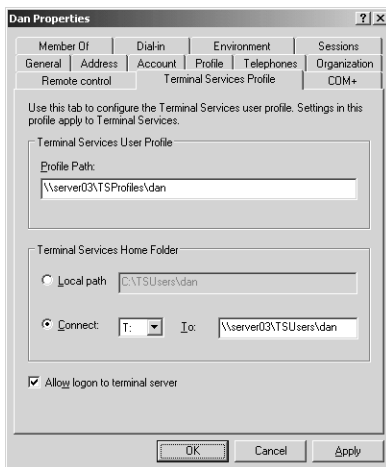 Dan Properties
Member Of Dial-in Environment Sessions
General Address Account Profile Telephones Organization
Remote control Terminal Services Profile COM+
Use this tab to configure the Terminal Services user profile. Settings in this
profile apply to Terminal Services.
Terminal Services User Profile
Profile Path:
\\server03\TSProfiles\dan
Terminal Services Home Folder
Local path C:\TSUsers\dan
Connect: T: To: \\server03\TSUsers\dan
Allow logon to terminal server
OK Cancel Apply